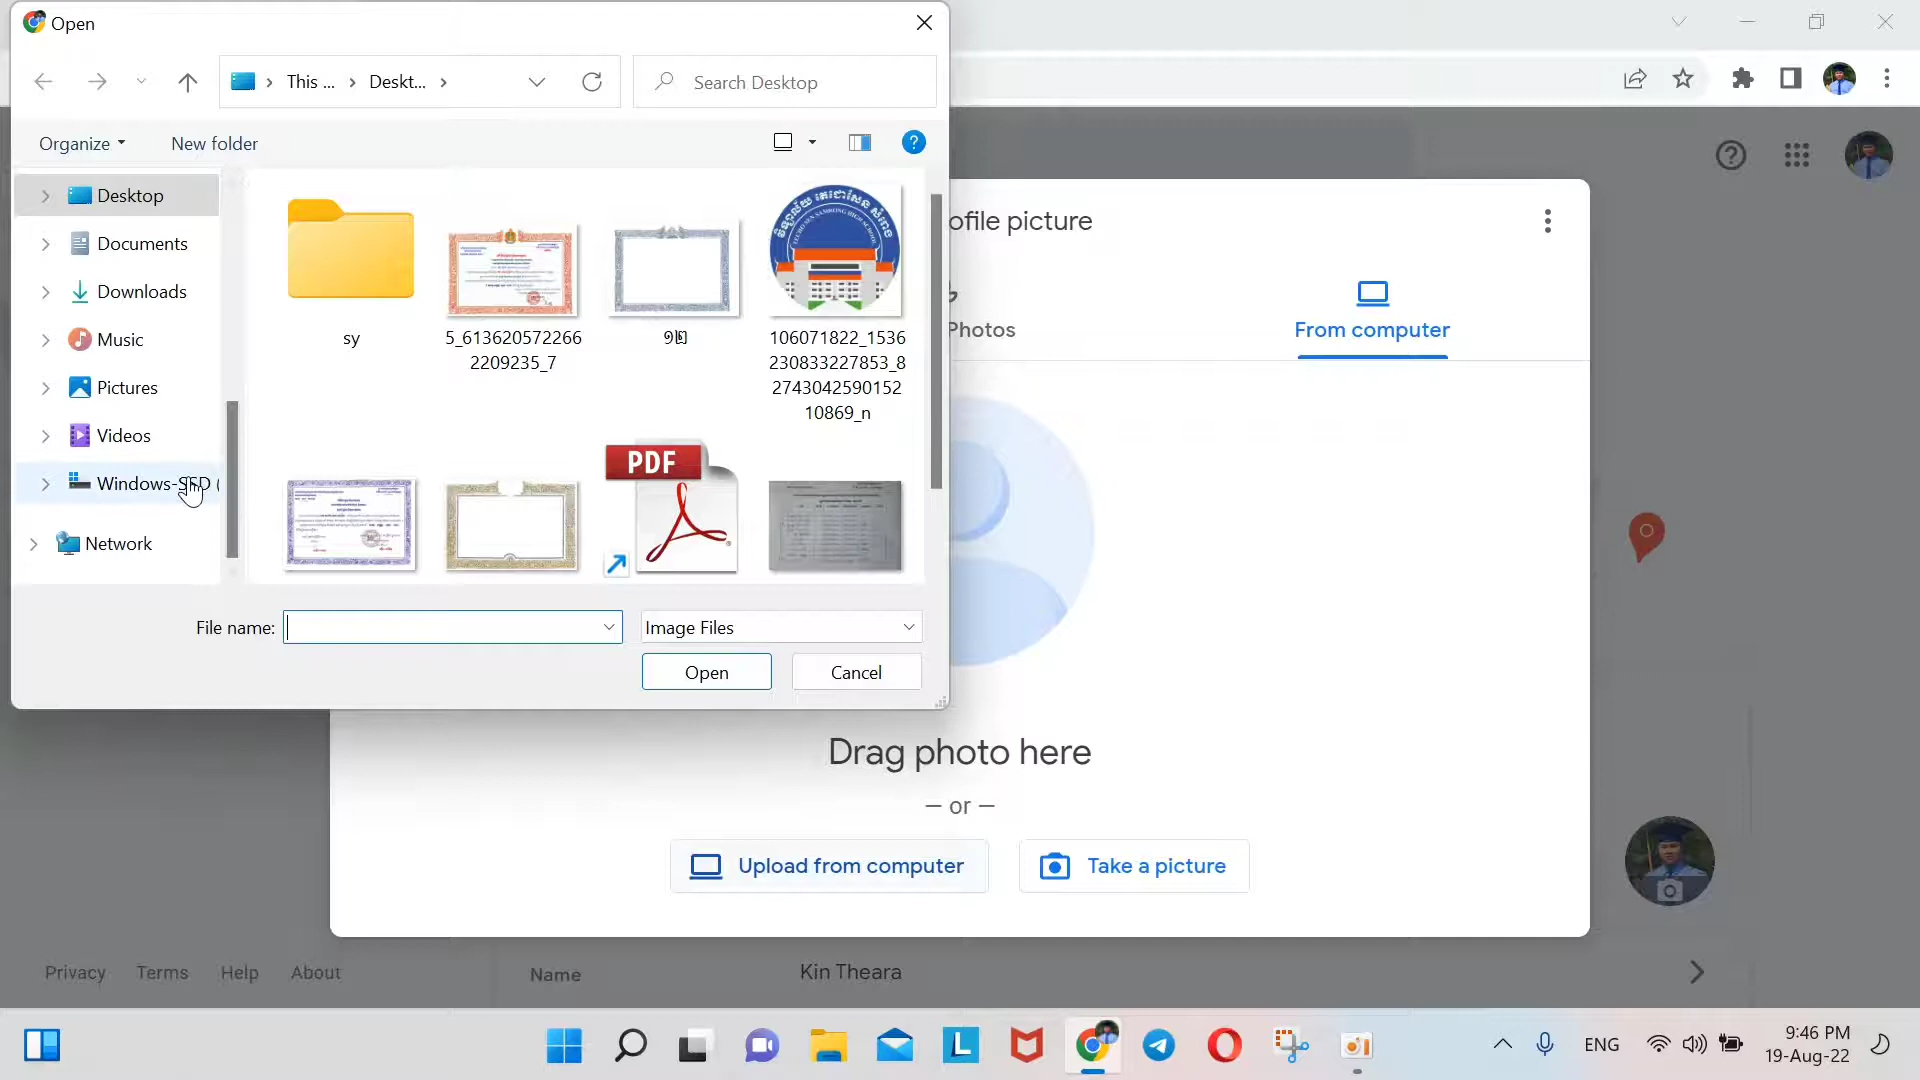 Open
This ...
Deskt...
Search Desktop
Organize
New folder
Desktop
Documents
Downloads
Music
Pictures
Videos
Windows-SSD (
Network
sy
5_613620572266
2209235_7
106071822_1536
230833227853_8
2743042590152
10869_n
PDF
File name:
Image Files
Open
Cancel
ofile picture
Photos
From computer
Drag photo here
— or —
Upload from computer
Take a picture
Privacy
Terms
Help
About
Name
Kin Theara
ENG
9:46 PM
19-Aug-22